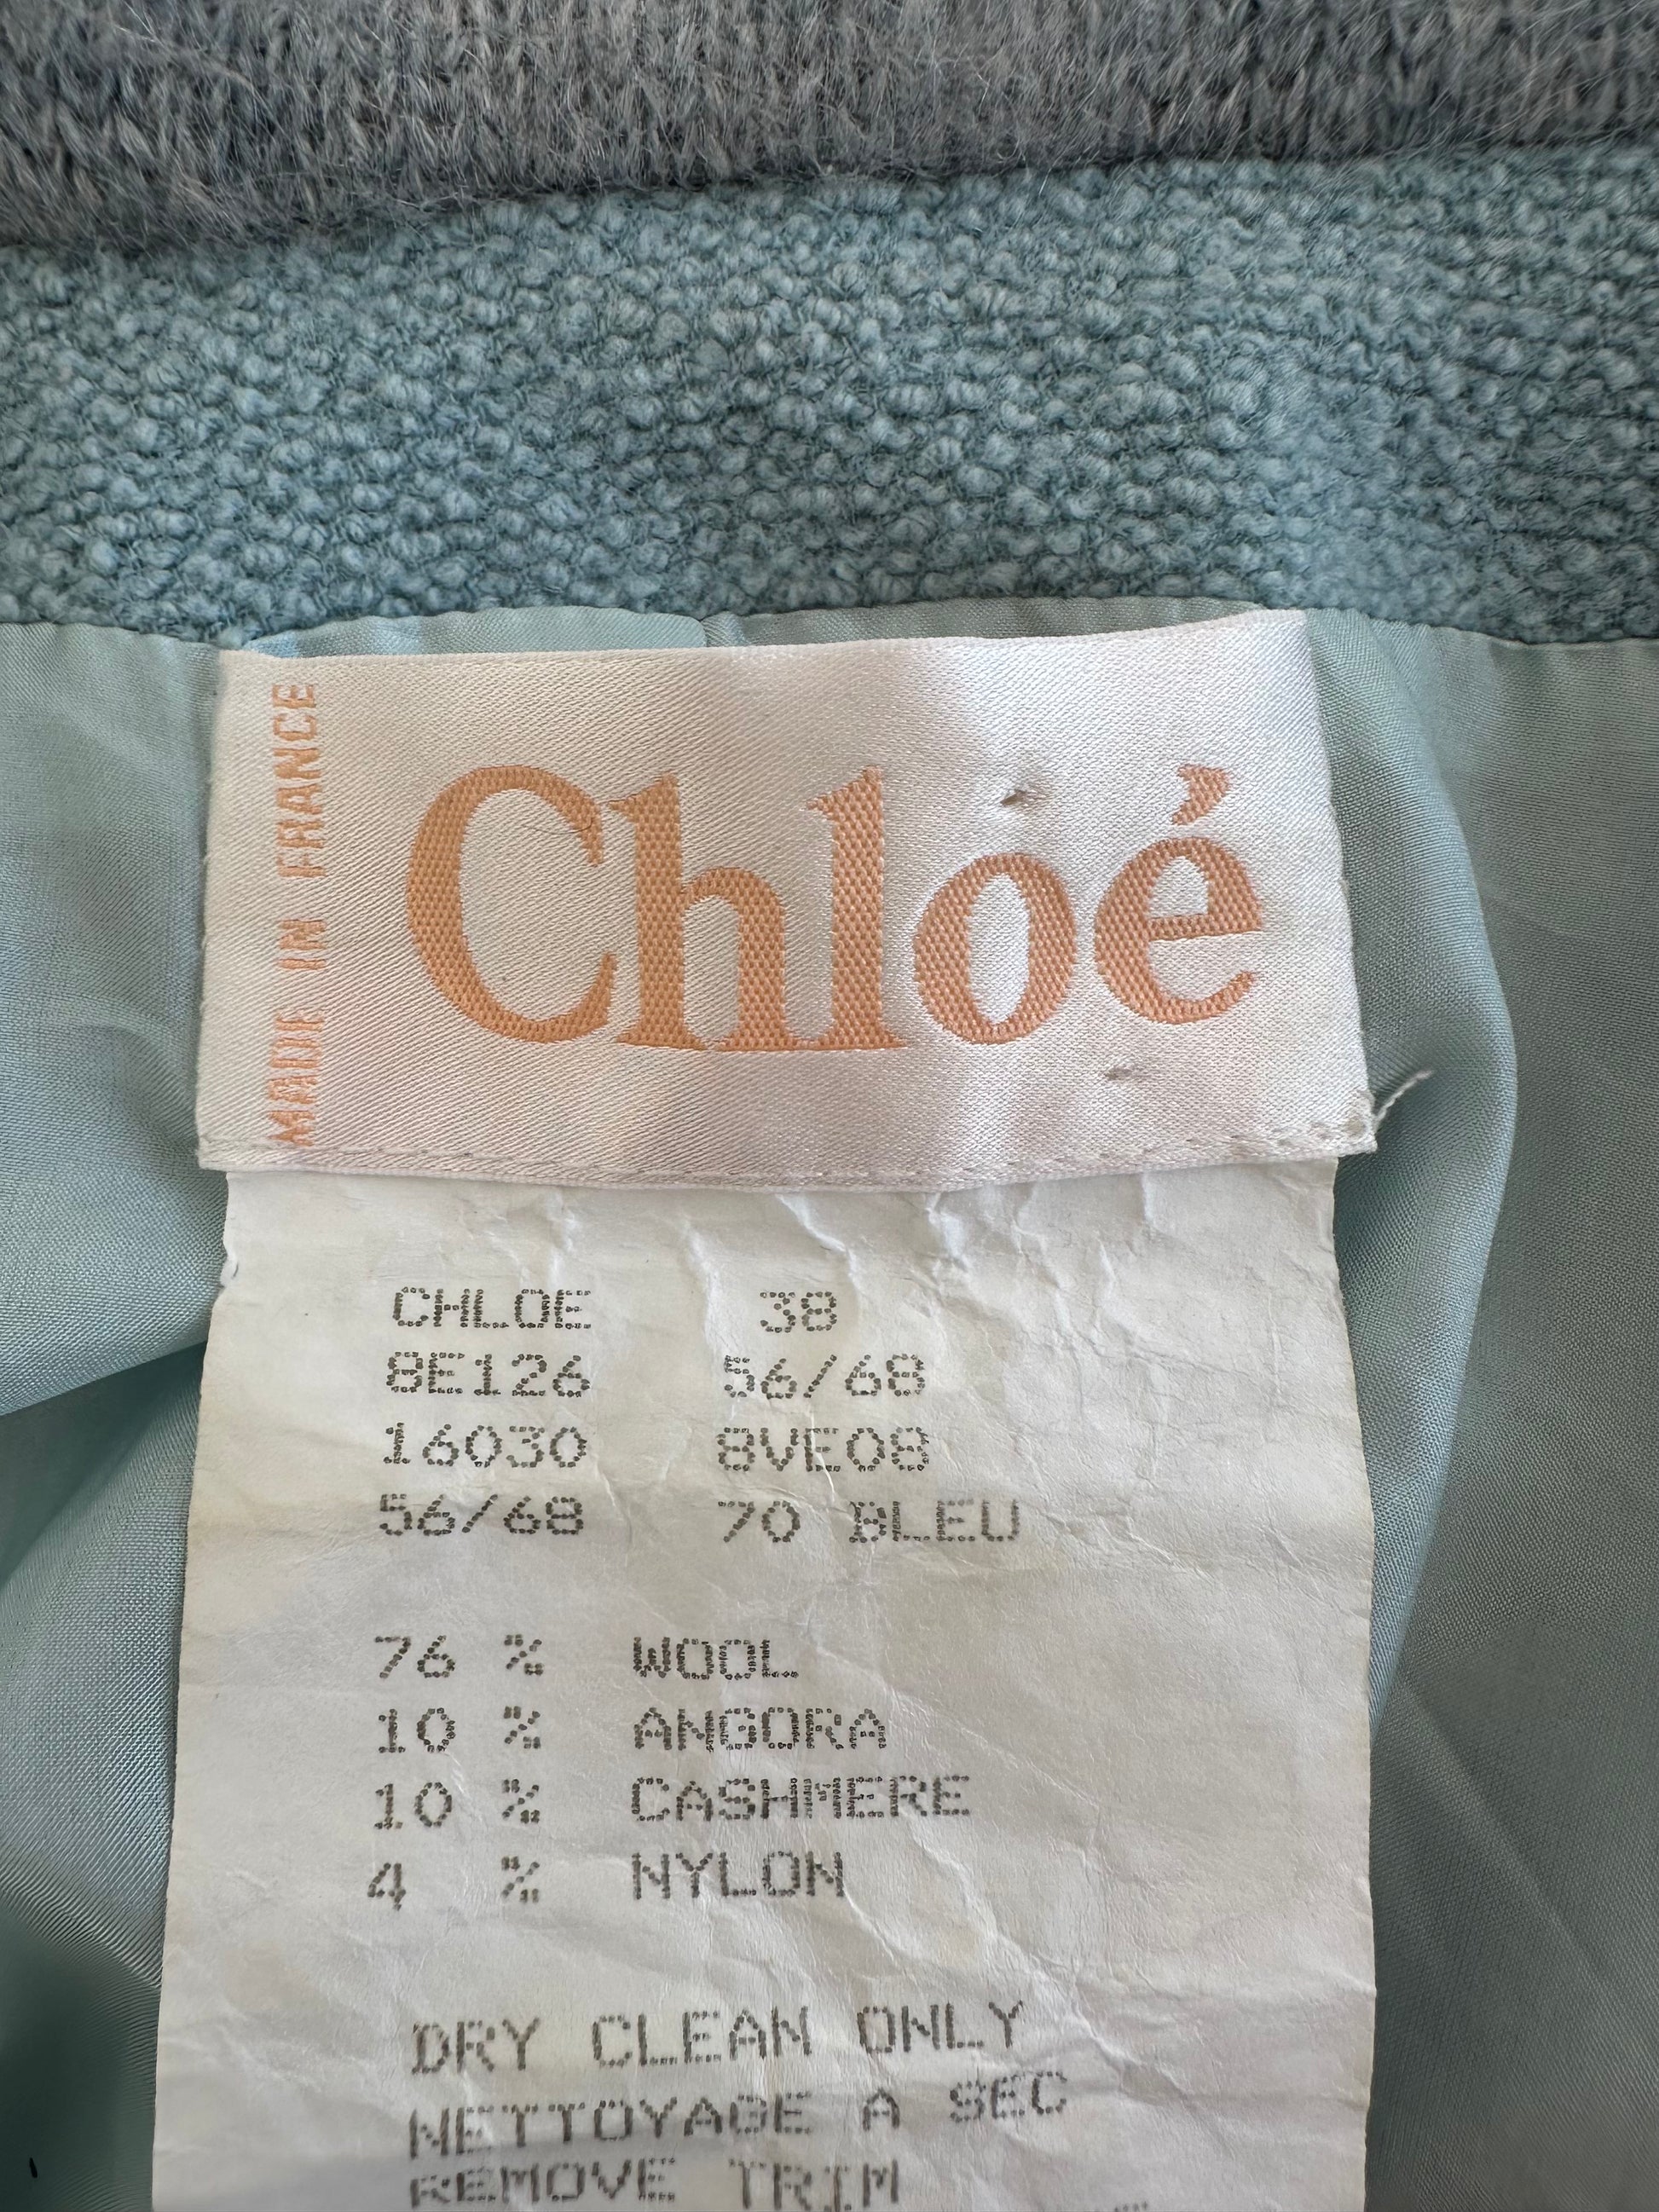 MADE IN FRANCE
Chloé
CHLOE 38
8E126 56/68
16030 8VE08
56/68 70 BLEU
76 % WOOL
10 % ANGORA
10 % CASHMERE
4 % NYLON
DRY CLEAN ONLY
NETTOYAGE A SEC
REMOVE TRIM